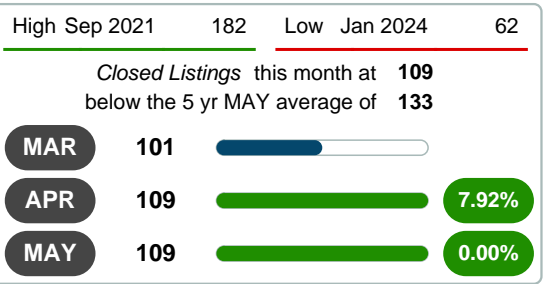 High Sep 2021 182 Low Jan 2024 62
Closed Listings this month at 109
below the 5 yr MAY average of 133
MAR 101
APR 109 7.92%
MAY 109 0.00%